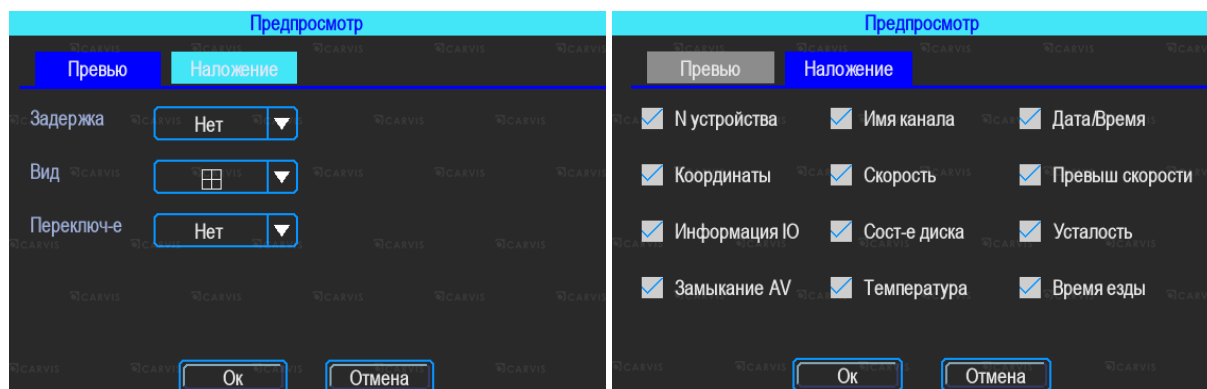 Предпросмотр
Превью Наложение
Задержка Нет
Вид
Переключ-е Нет
Ок Отмена
Предпросмотр
Превью Наложение
N устройства Имя канала Дата/Время
Координаты Скорость Превыш скорости
Информация IO Сост-е диска Усталость
Замыкание AV Температура Время езды
Ок Отмена
CARVIS